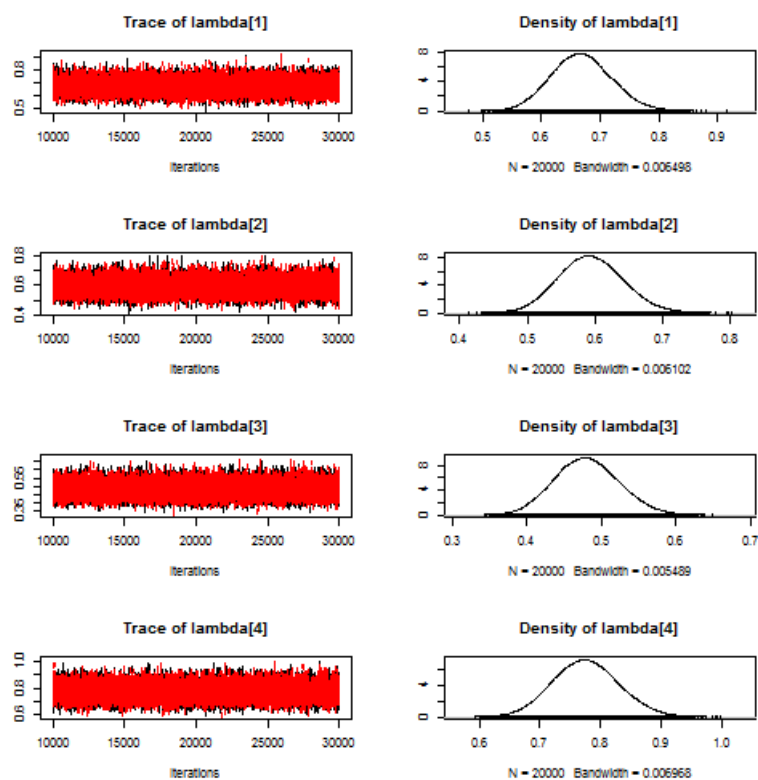 Trace of lambda[1]
Density of lambda[1]
0.5 0.8
10000 15000 20000 25000 30000
Iterations
0 4 8
0.5 0.6 0.7 0.8 0.9
N = 20000 Bandwidth = 0.006498
Trace of lambda[2]
Density of lambda[2]
0.4 0.6 0.8
10000 15000 20000 25000 30000
Iterations
0 4 8
0.4 0.5 0.6 0.7 0.8
N = 20000 Bandwidth = 0.006102
Trace of lambda[3]
Density of lambda[3]
0.35 0.55
10000 15000 20000 25000 30000
Iterations
0 4 8
0.3 0.4 0.5 0.6 0.7
N = 20000 Bandwidth = 0.005489
Trace of lambda[4]
Density of lambda[4]
0.6 0.8 1.0
10000 15000 20000 25000 30000
Iterations
0 4
0.6 0.7 0.8 0.9 1.0
N = 20000 Bandwidth = 0.006968